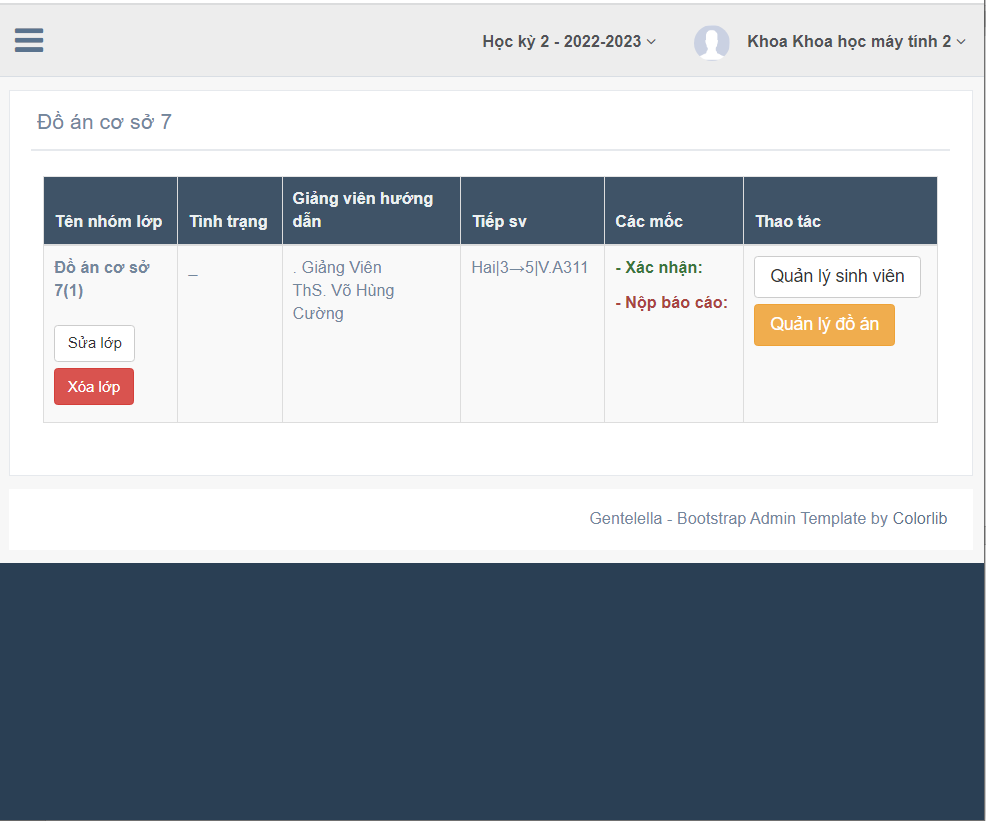 Học kỳ 2 - 2022-2023
Khoa Khoa học máy tính 2
Đồ án cơ sở 7
Tên nhóm lớp
Tình trạng
Giảng viên hướng
dẫn
Tiếp sv
Các mốc
Thao tác
Đồ án cơ sở
7(1)
Sửa lớp
Xóa lớp
_
. Giảng Viên
ThS. Võ Hùng
Cường
Hai|3→5|V.A311
- Xác nhận:
- Nộp báo cáo:
Quản lý sinh viên
Quản lý đồ án
Gentelella - Bootstrap Admin Template by Colorlib